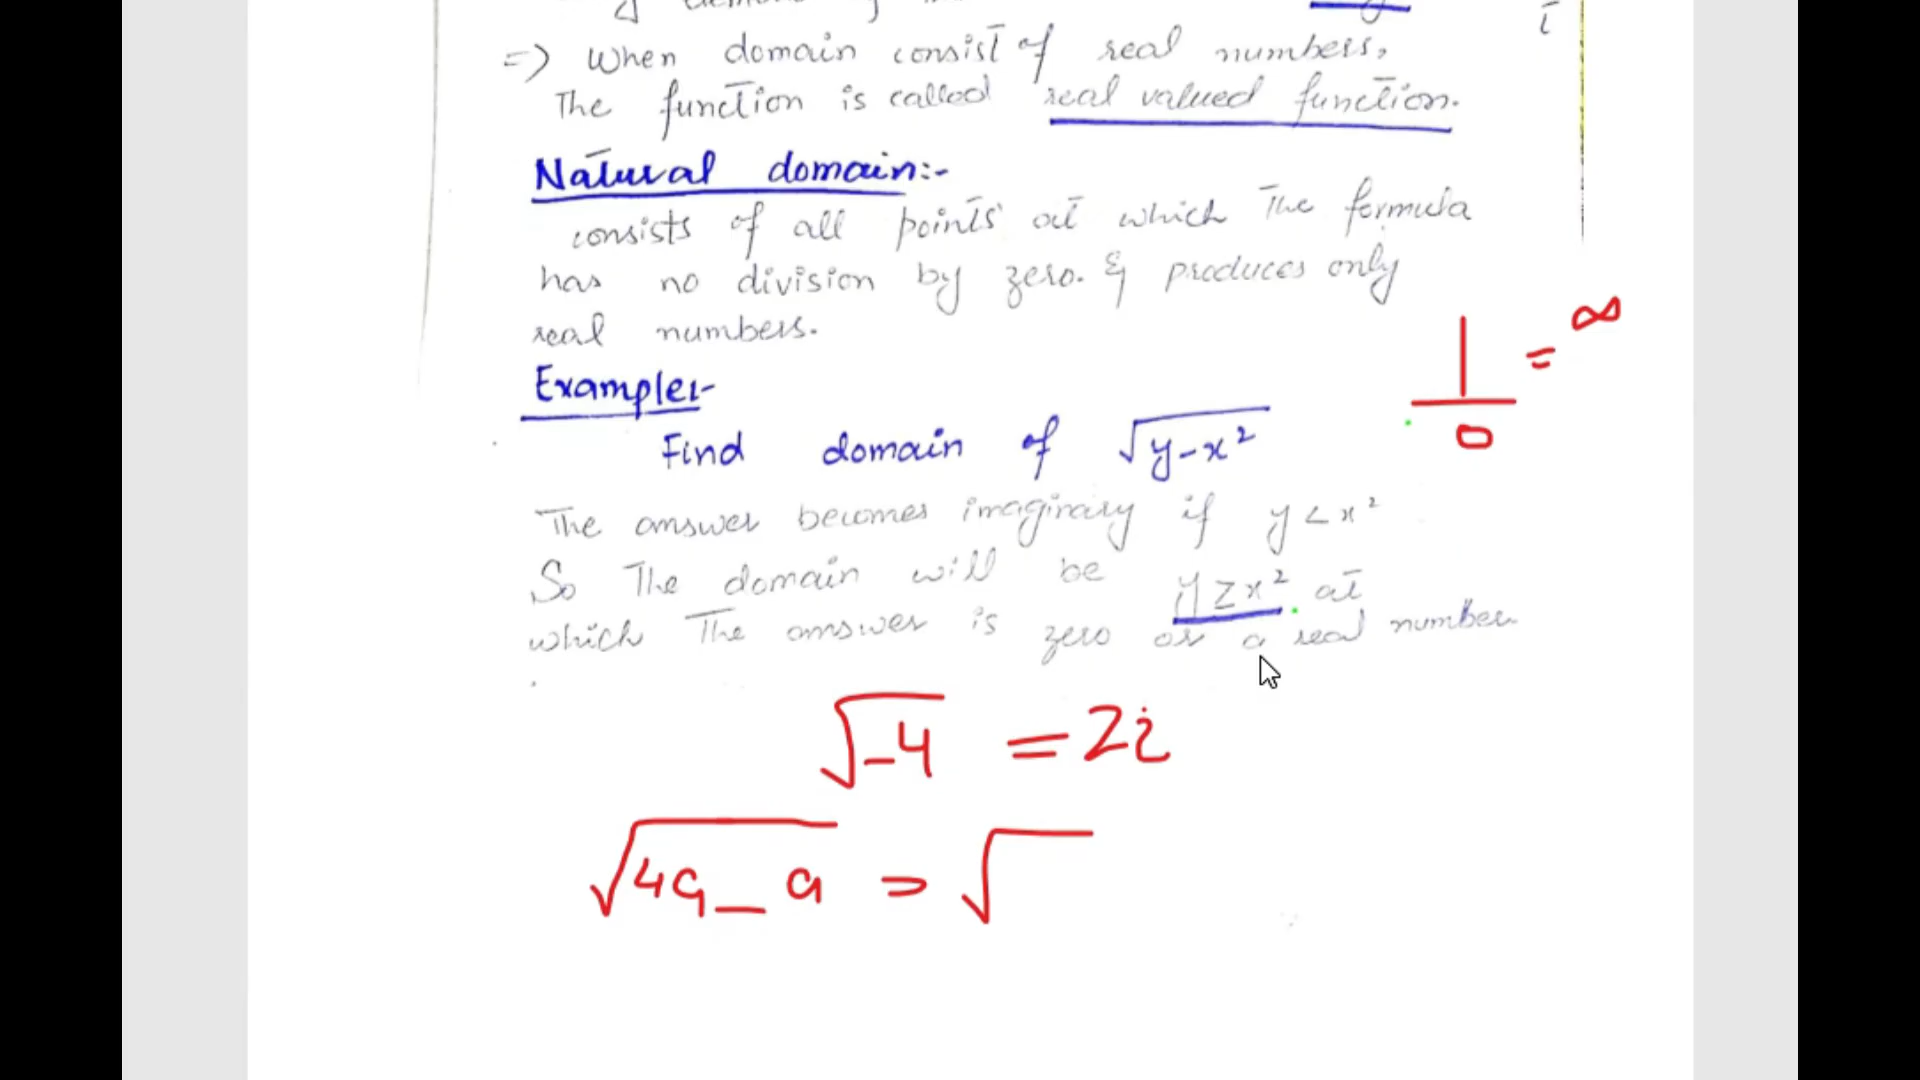 => When domain consist of real numbers,
The function is called real valued function.
Natural domain:-
consists of all points at which The formula
has no division by zero. & produces only
real numbers.
1/0 = ∞
Example:-
Find domain of √y-x²
The answer becomes imaginary if y < x²
So The domain will be y ≥ x² at
which The answer is zero or a real number.
√-4 = 2i
√49_9 = √